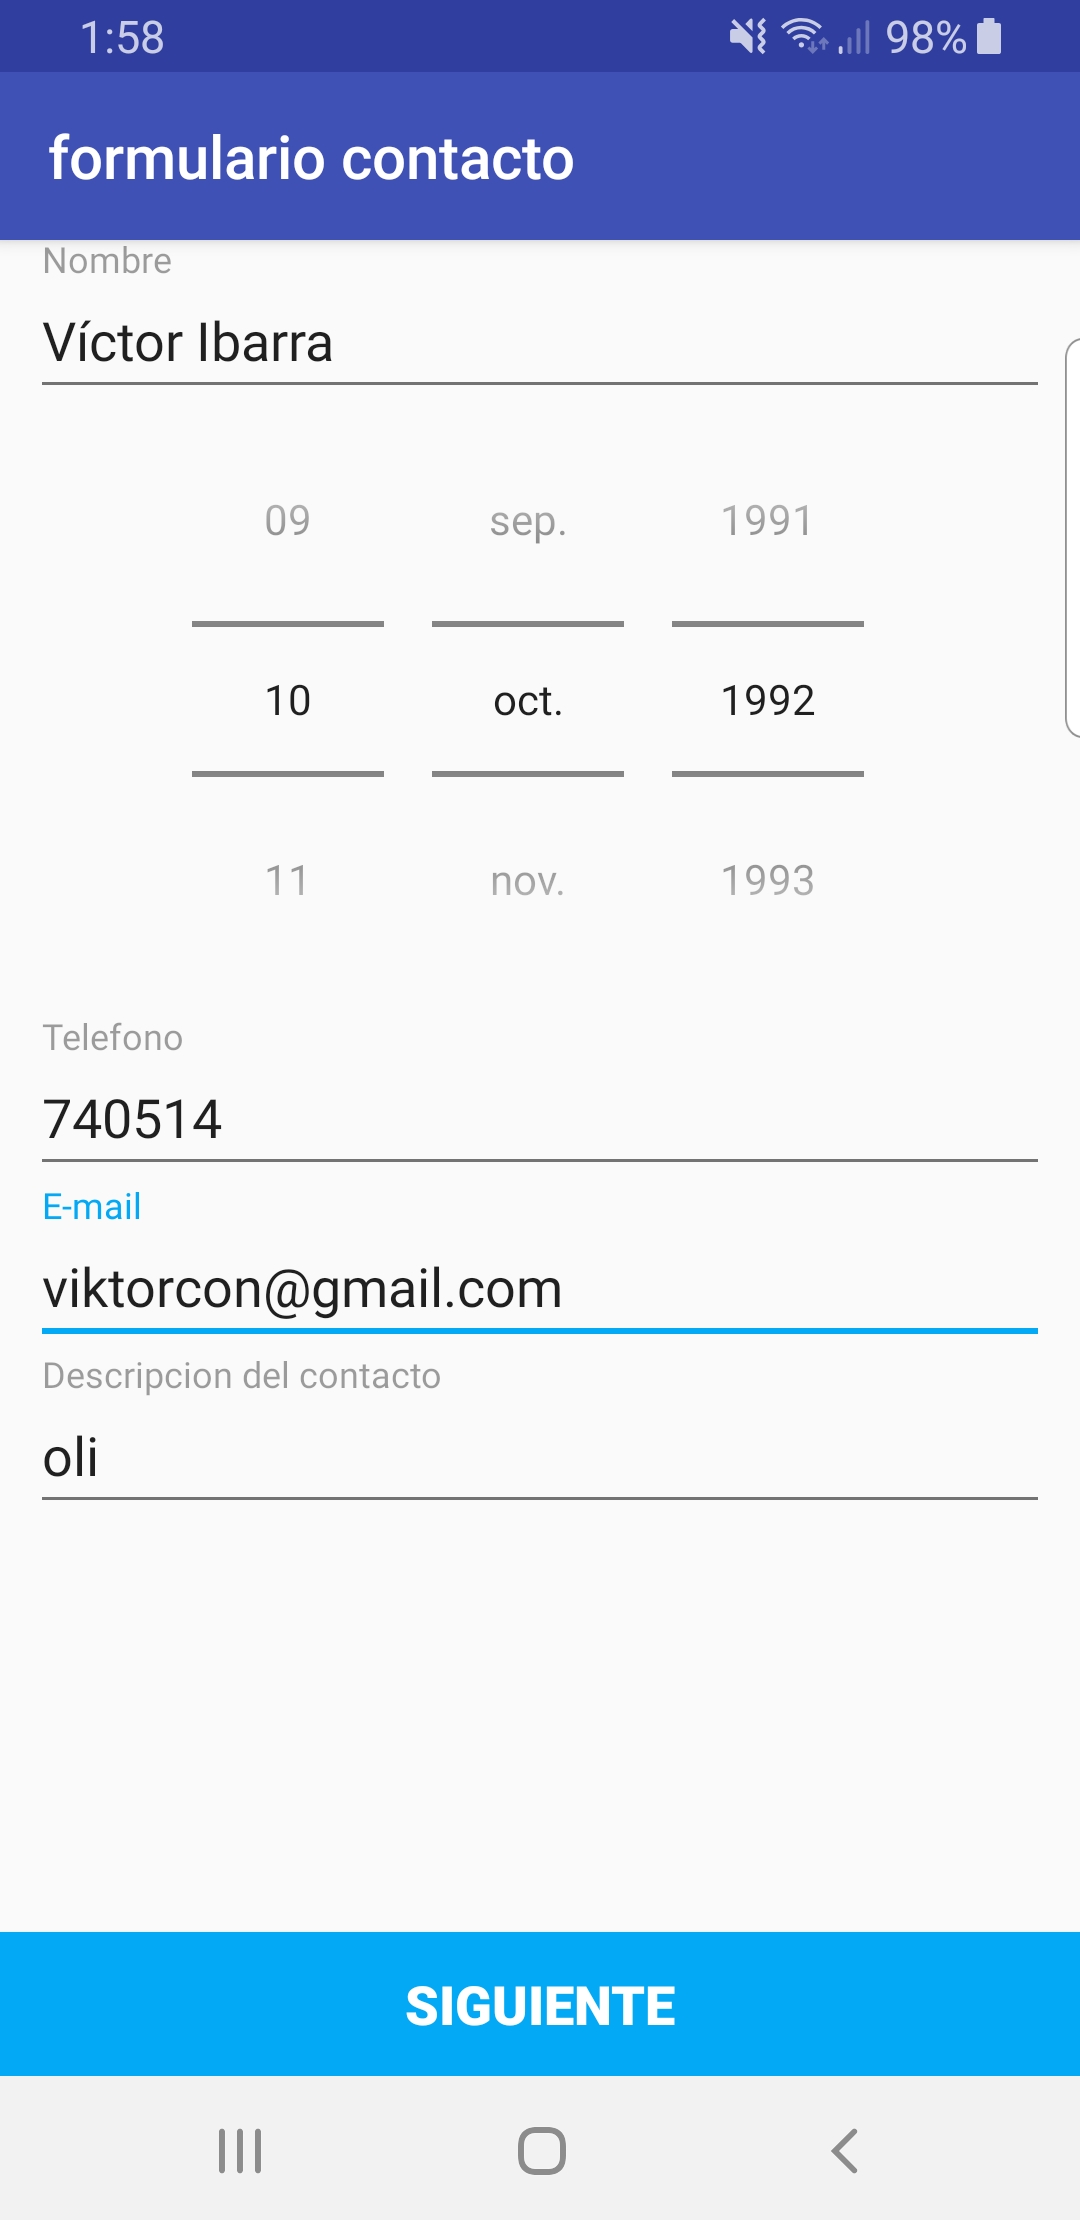 1:58 98%
formulario contacto
Nombre
Víctor Ibarra
09 sep. 1991
10 oct. 1992
11 nov. 1993
Telefono
740514
E-mail
viktorcon@gmail.com
Descripcion del contacto
oli
SIGUIENTE